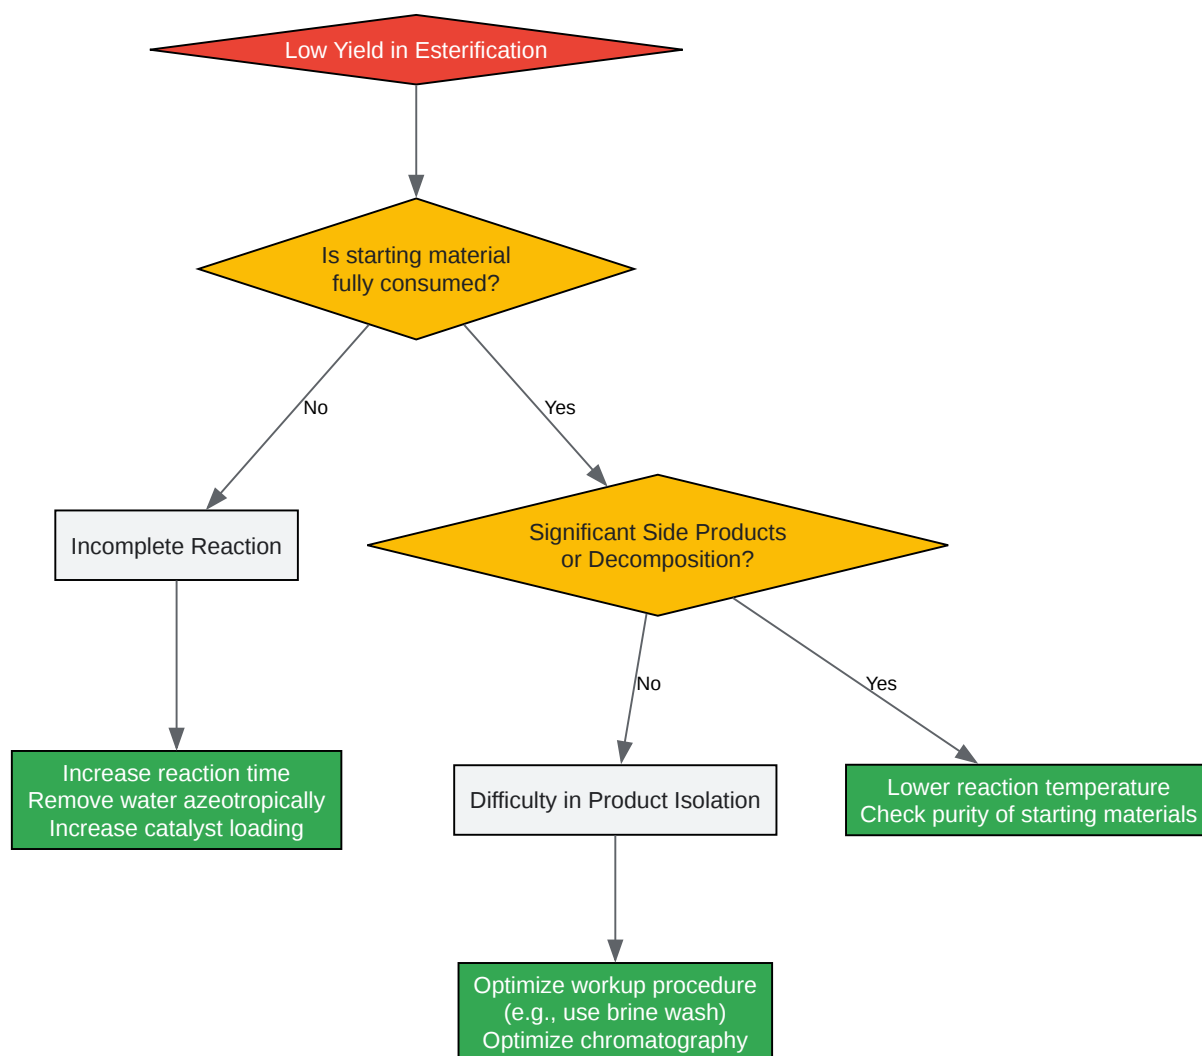 Low Yield in Esterification
Is starting material
fully consumed?
No
Yes
Incomplete Reaction
Significant Side Products
or Decomposition?
No
Yes
Increase reaction time
Remove water azeotropically
Increase catalyst loading
Difficulty in Product Isolation
Lower reaction temperature
Check purity of starting materials
Optimize workup procedure
(e.g., use brine wash)
Optimize chromatography